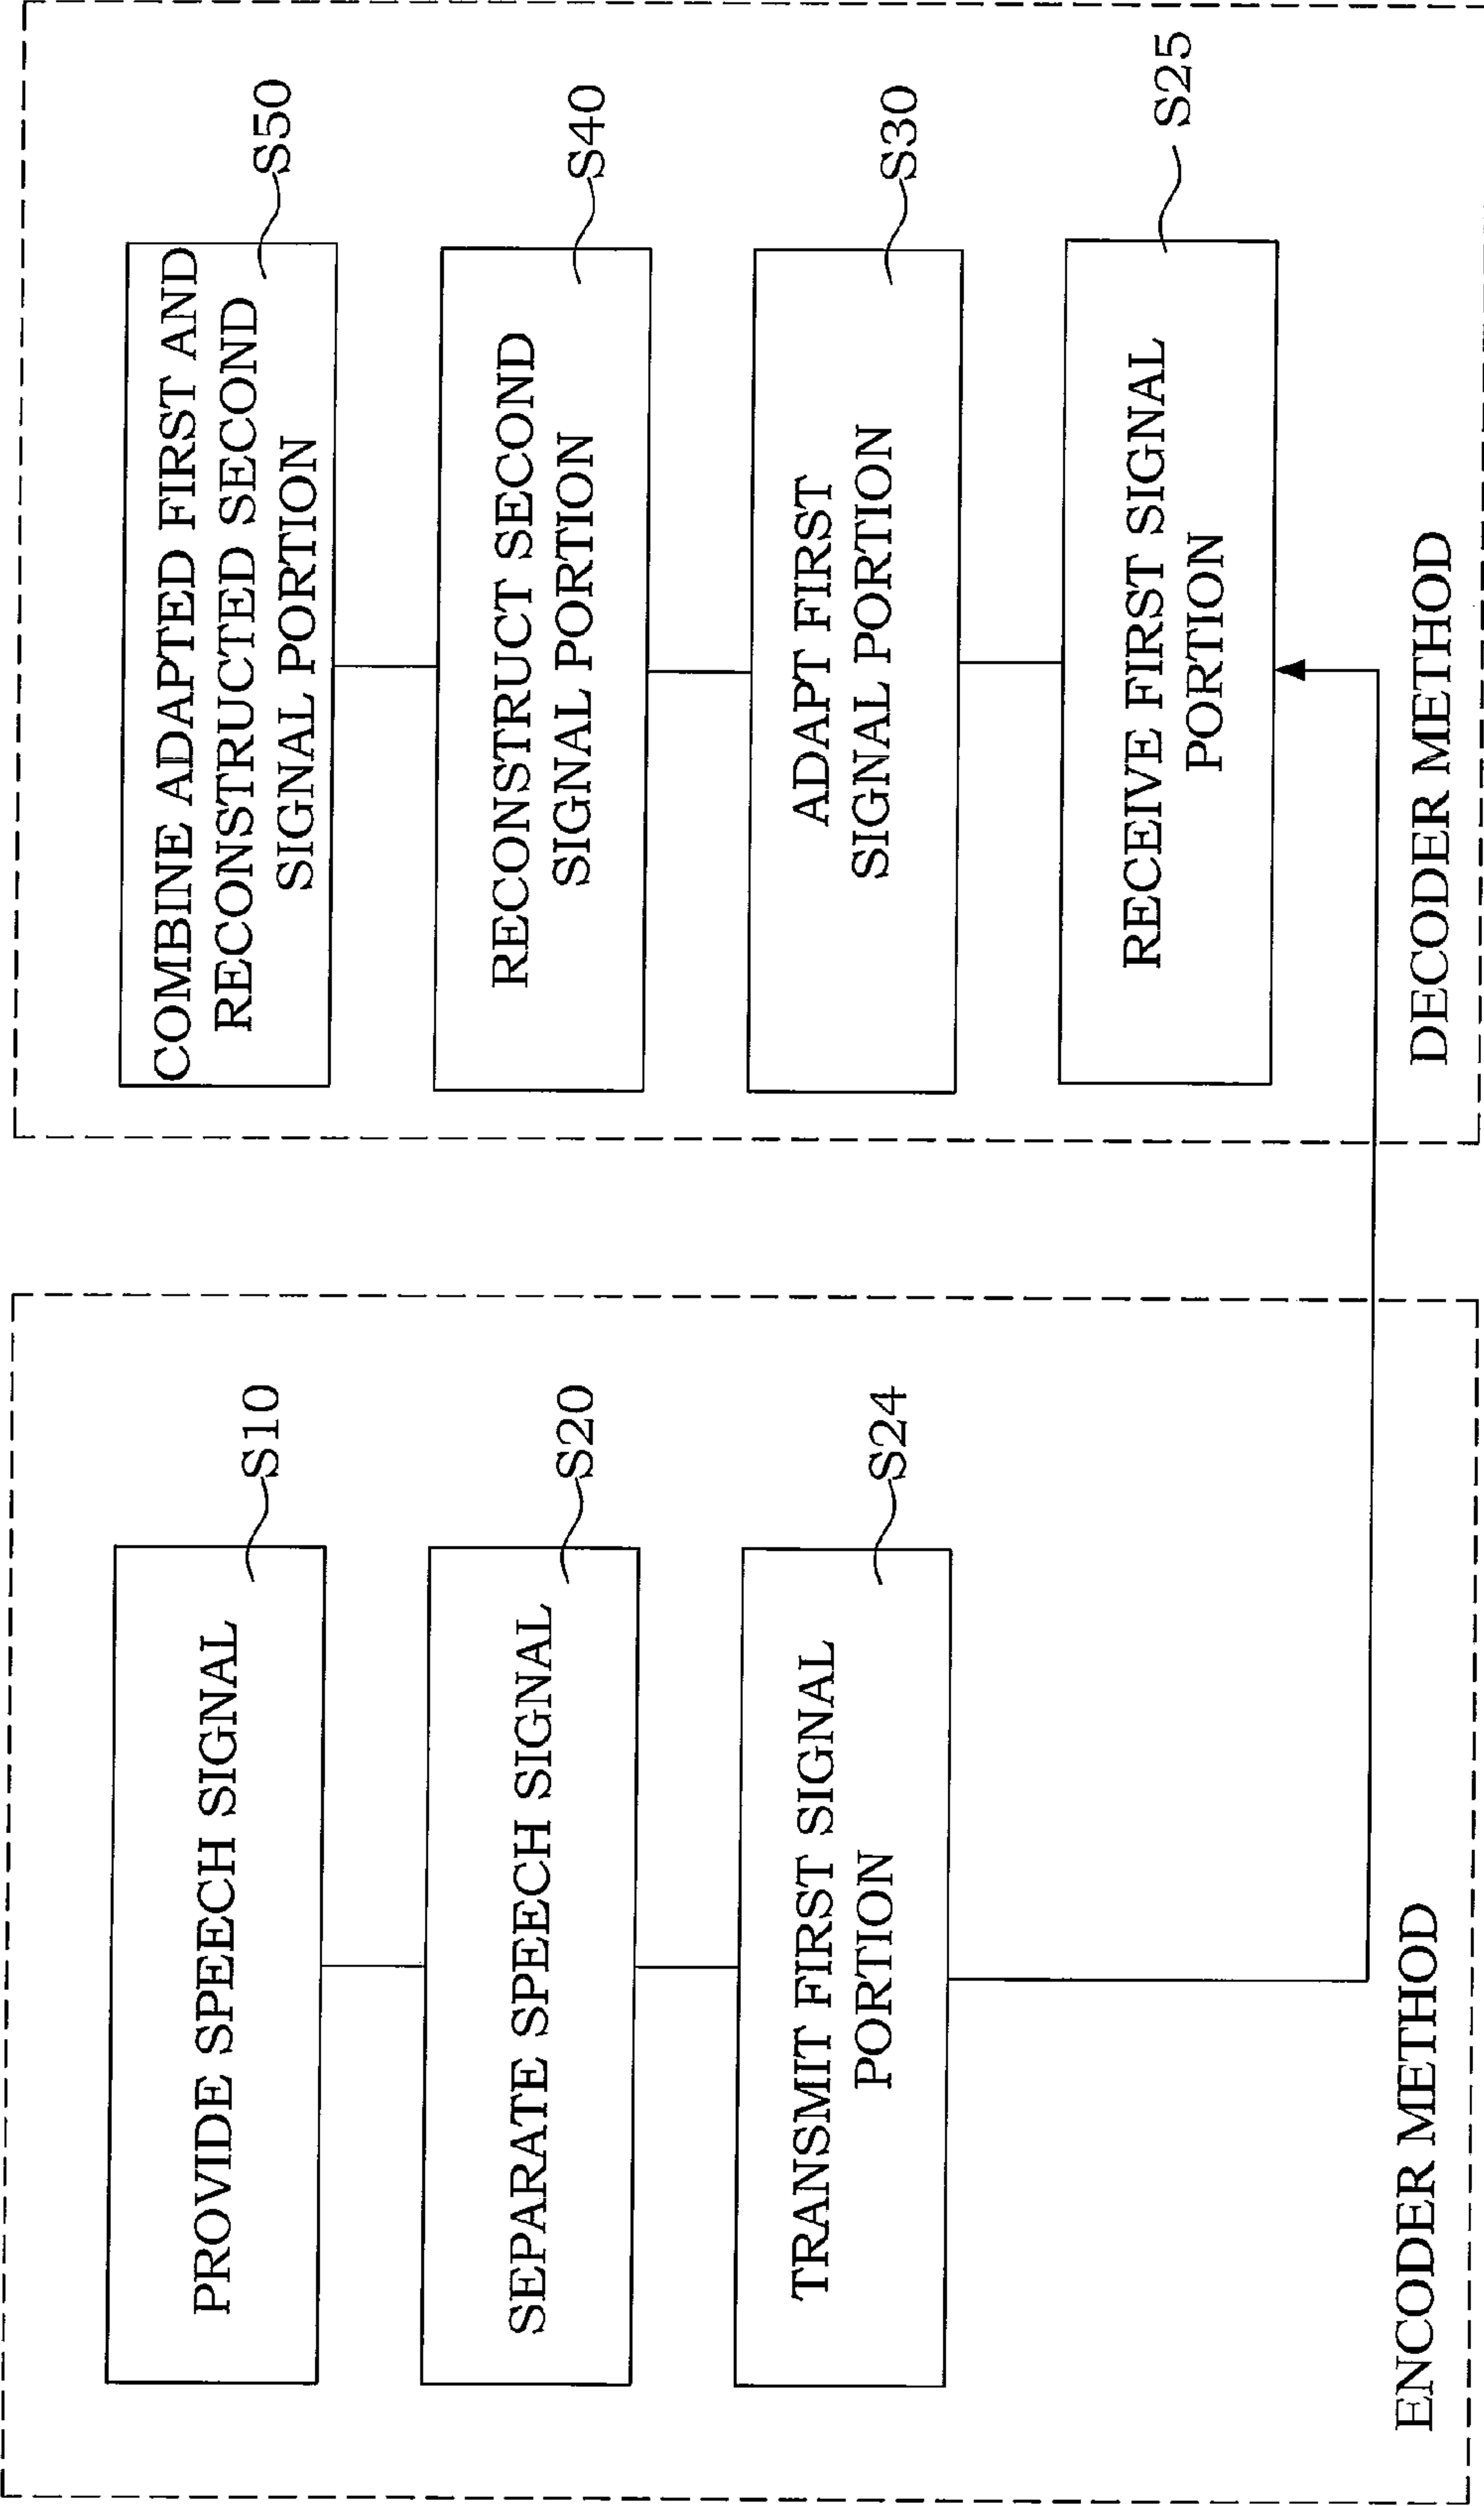 PROVIDE SPEECH SIGNAL
S10
SEPARATE SPEECH SIGNAL
S20
TRANSMIT FIRST SIGNAL
PORTION
S24
ENCODER METHOD
COMBINE ADAPTED FIRST AND
RECONSTRUCTED SECOND
SIGNAL PORTION
S50
RECONSTRUCT SECOND
SIGNAL PORTION
S40
ADAPT FIRST
SIGNAL PORTION
S30
RECEIVE FIRST SIGNAL
PORTION
S25
DECODER METHOD